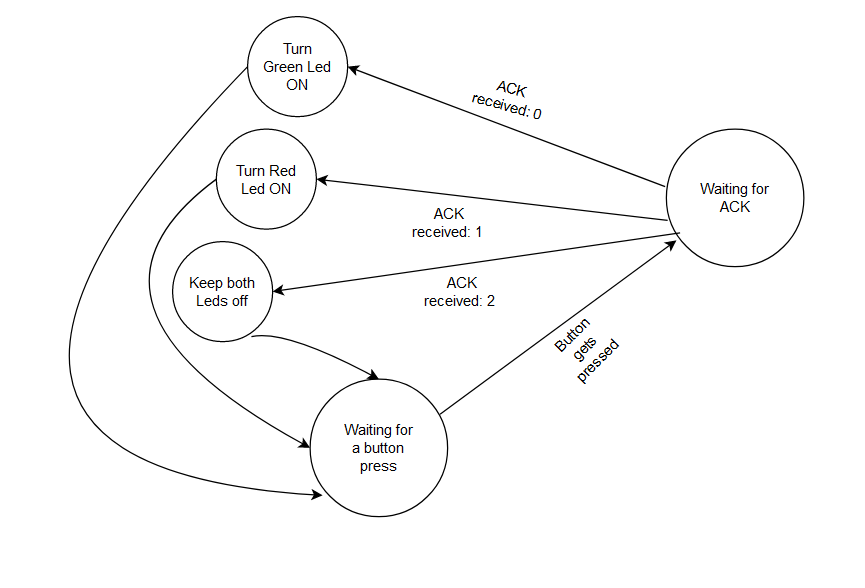 Turn
Green Led
ON
ACK
received: 0
Turn Red
Led ON
Waiting for
ACK
ACK
received: 1
Keep both
Leds off
ACK
received: 2
Button
gets
pressed
Waiting for
a button
press